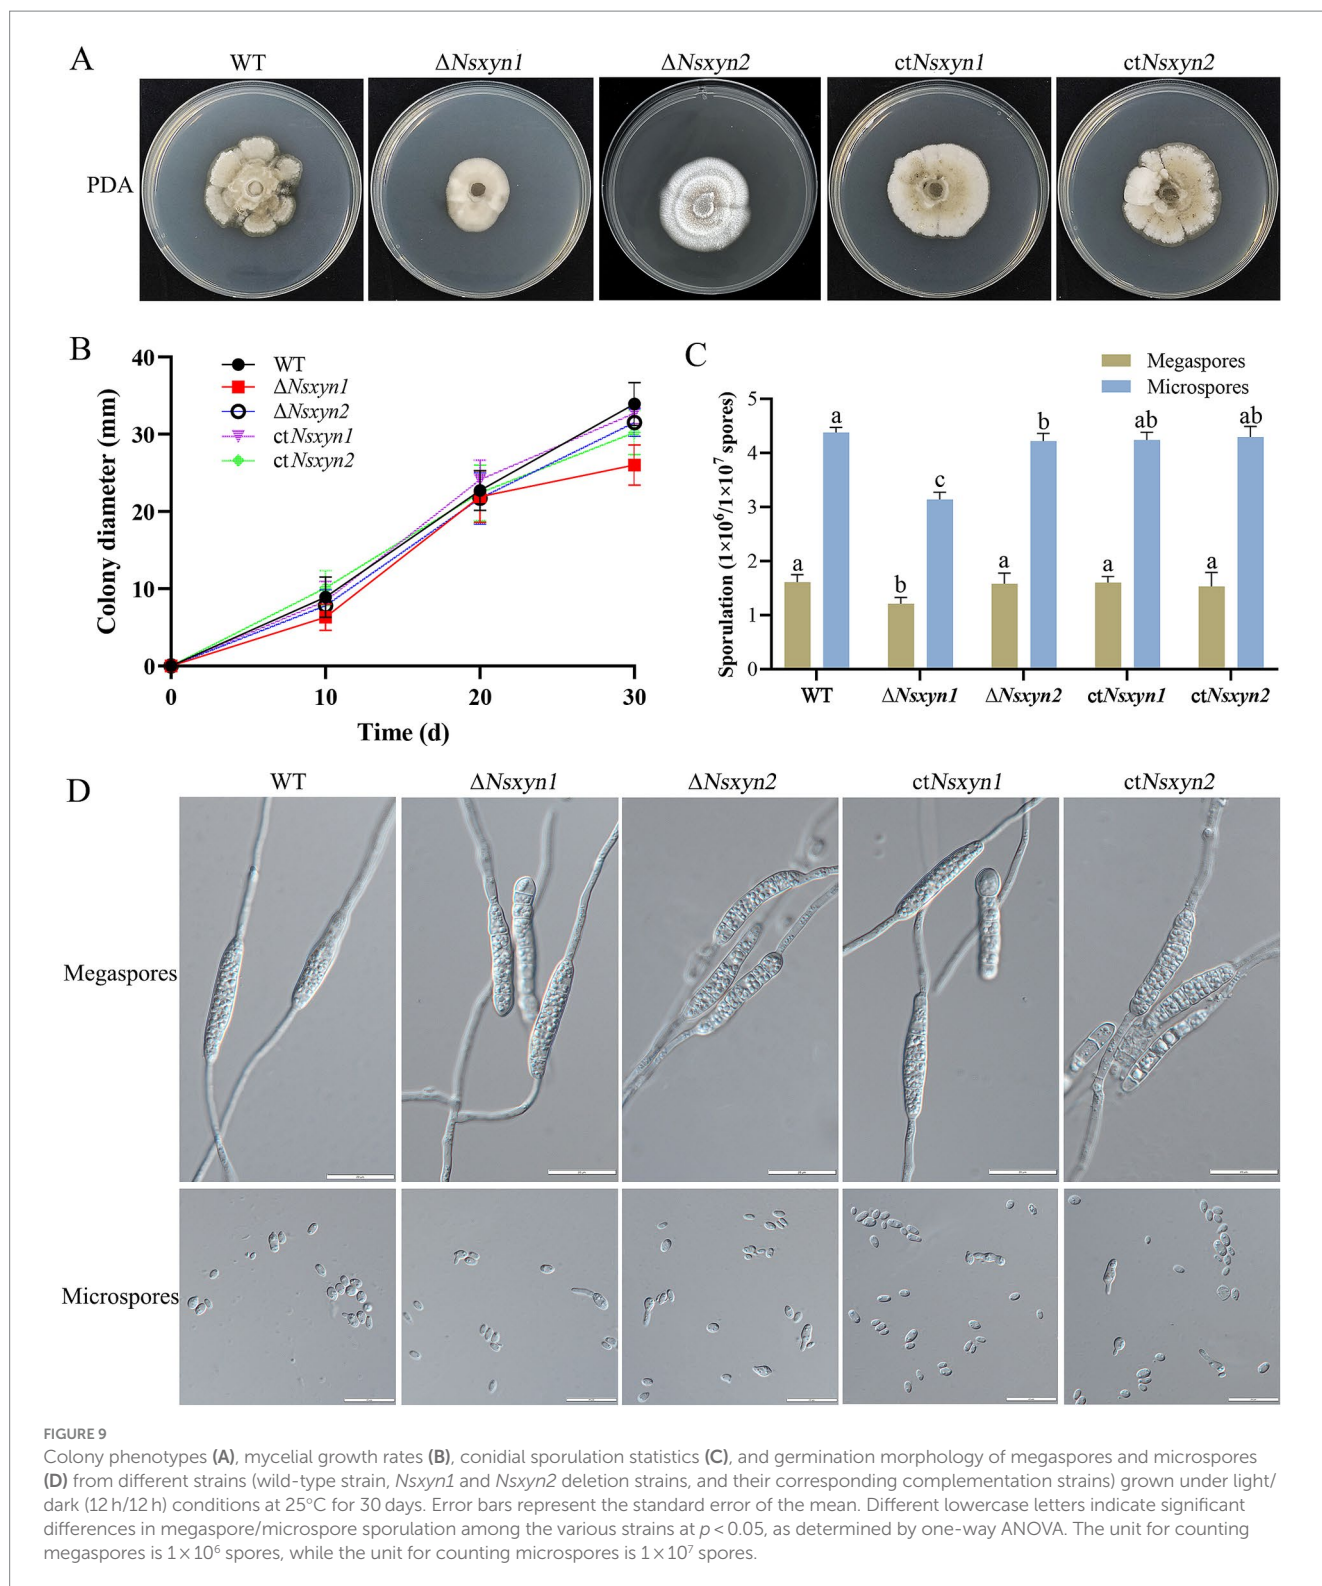 A
WT
ΔNsxyn1
ΔNsxyn2
ctNsxyn1
ctNsxyn2
PDA
B
WT
ΔNsxyn1
ΔNsxyn2
ctNsxyn1
ctNsxyn2
Colony diameter (mm)
40
30
20
10
0
0
10
20
30
Time (d)
C
Megaspores
Microspores
Sporulation (1×10⁶/1×10⁷ spores)
5
4
3
2
1
0
a
a
b
c
a
b
a
ab
a
ab
WT
ΔNsxyn1
ΔNsxyn2
ctNsxyn1
ctNsxyn2
D
WT
ΔNsxyn1
ΔNsxyn2
ctNsxyn1
ctNsxyn2
Megaspores
Microspores
FIGURE 9
Colony phenotypes (A), mycelial growth rates (B), conidial sporulation statistics (C), and germination morphology of megaspores and microspores
(D) from different strains (wild-type strain, Nsxyn1 and Nsxyn2 deletion strains, and their corresponding complementation strains) grown under light/
dark (12 h/12 h) conditions at 25°C for 30 days. Error bars represent the standard error of the mean. Different lowercase letters indicate significant
differences in megaspore/microspore sporulation among the various strains at p < 0.05, as determined by one-way ANOVA. The unit for counting
megaspores is 1 × 10⁶ spores, while the unit for counting microspores is 1 × 10⁷ spores.